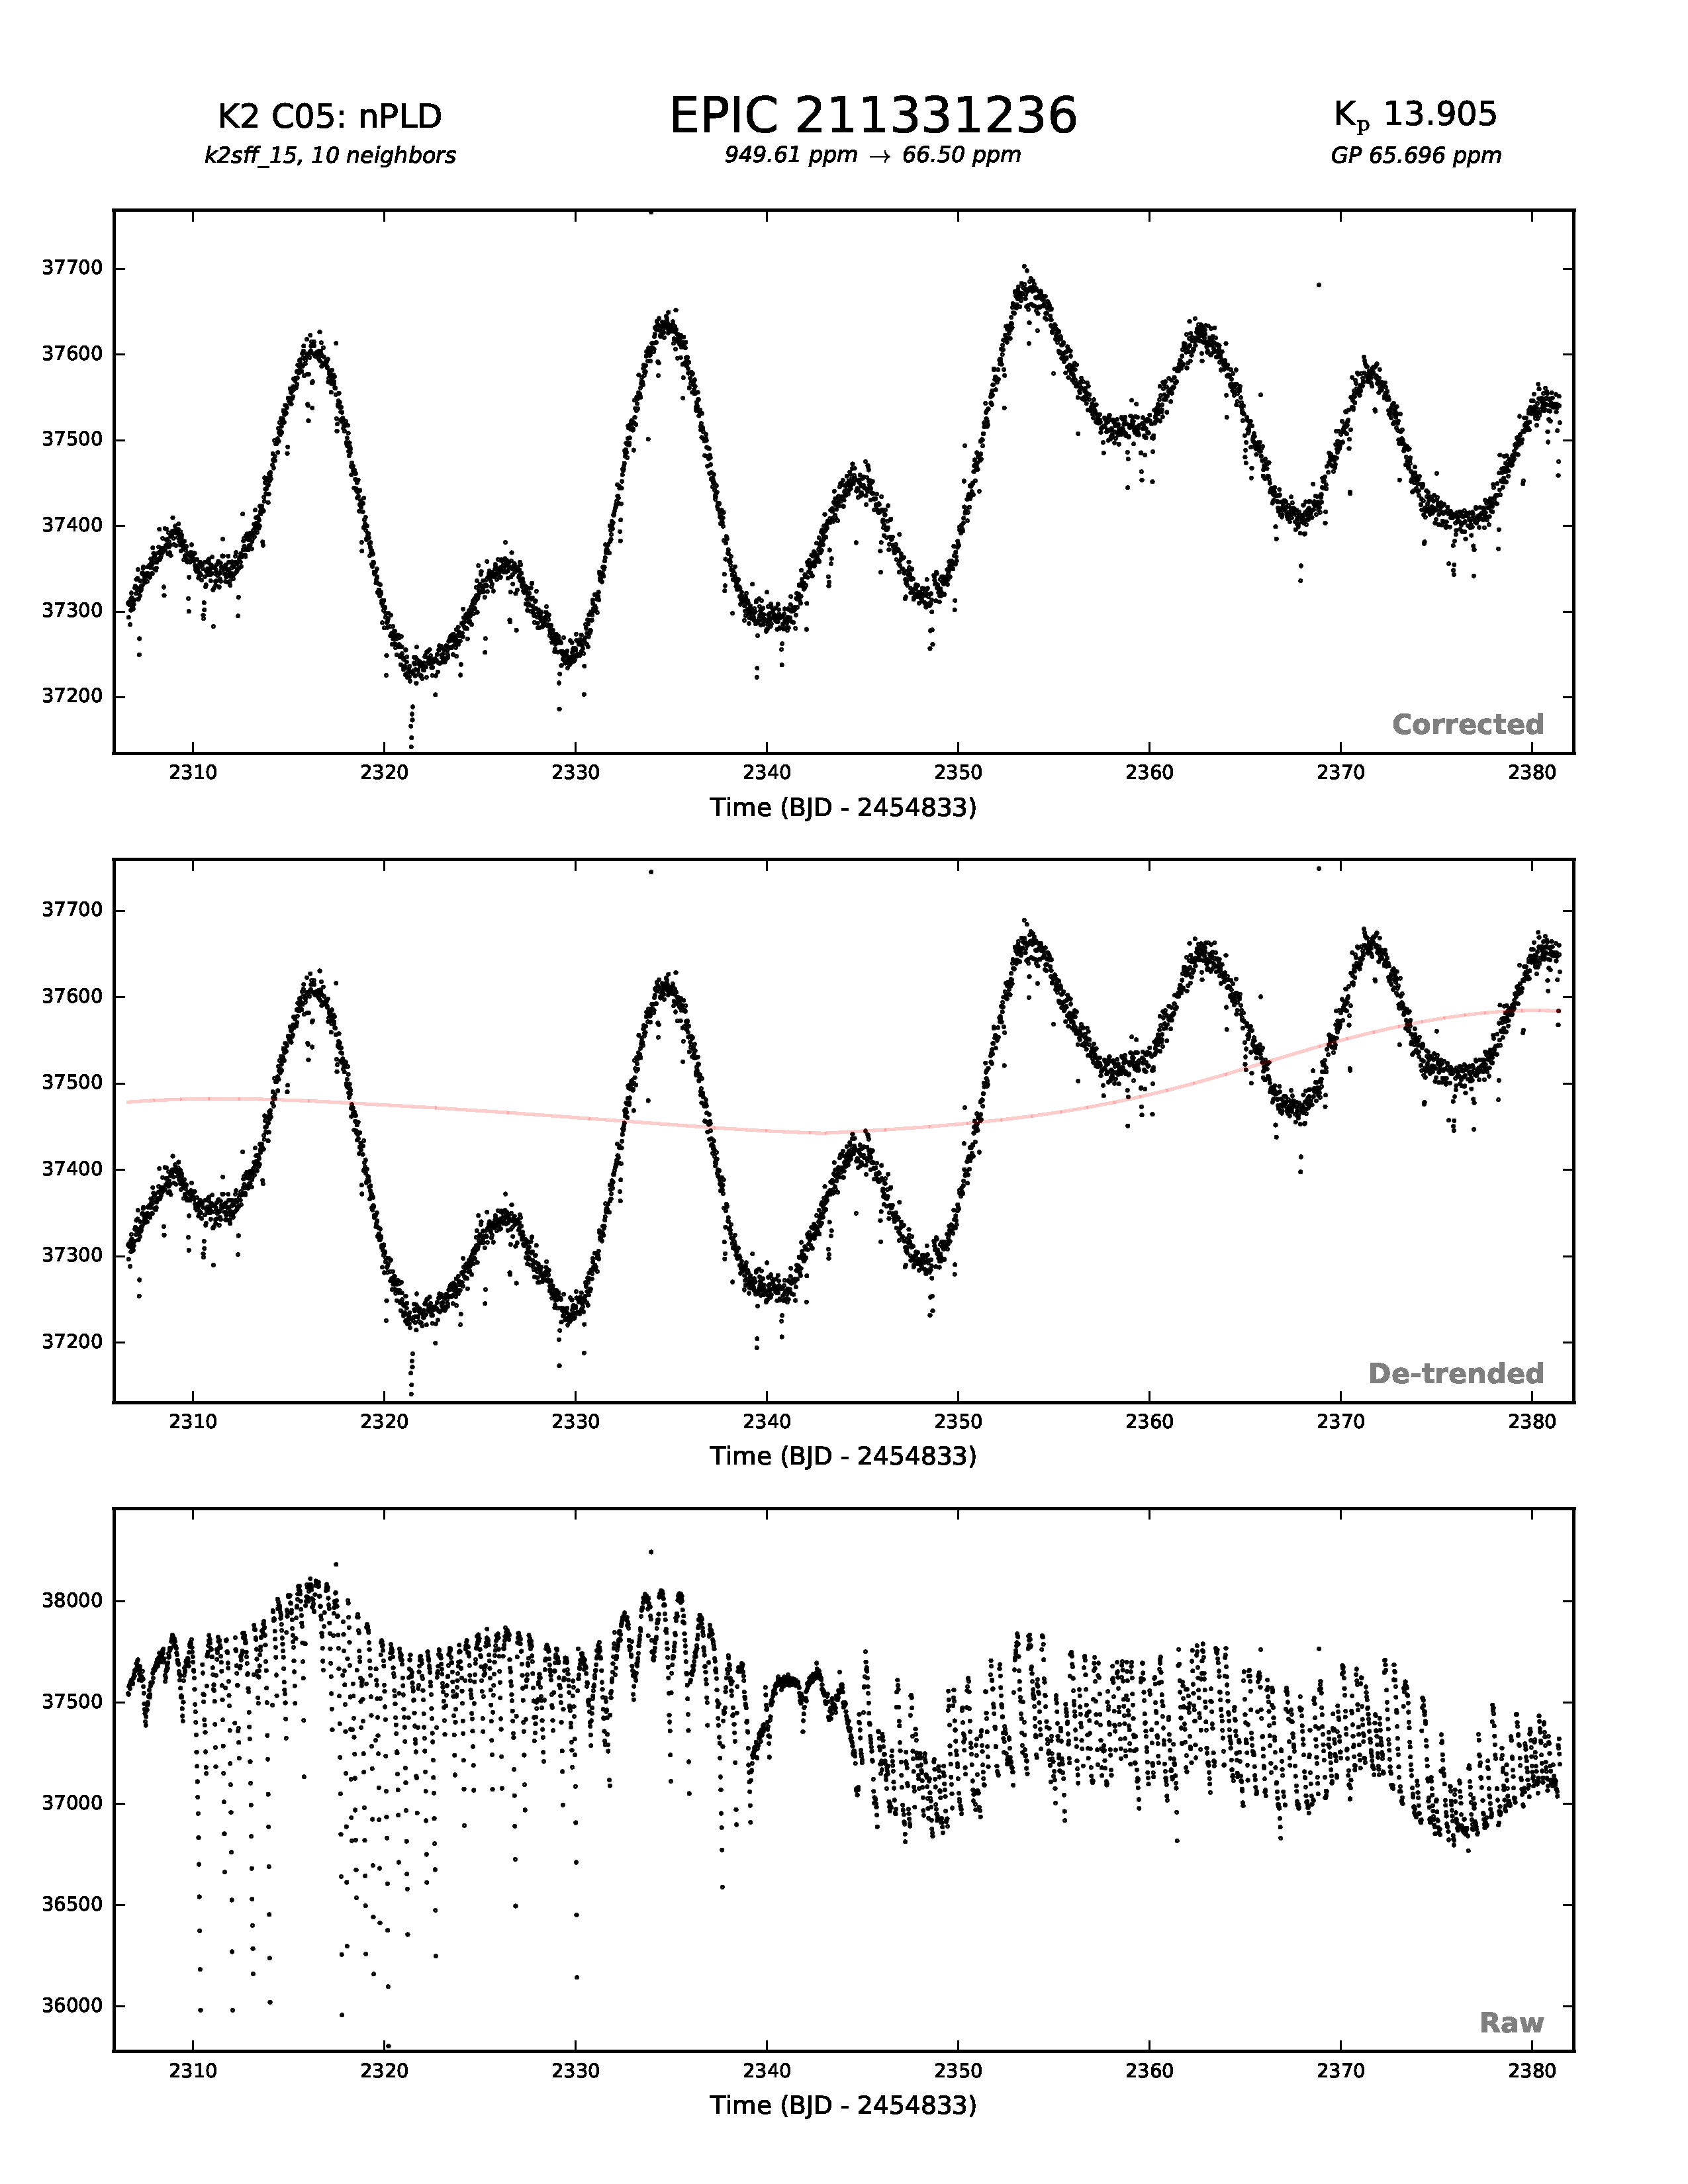 K2 C05: nPLD
EPIC 211331236
Kp 13.905
k2sff_15, 10 neighbors
949.61 ppm → 66.50 ppm
GP 65.696 ppm
37700
37600
37500
37400
37300
37200
Corrected
2310 2320 2330 2340 2350 2360 2370 2380
Time (BJD - 2454833)
37700
37600
37500
37400
37300
37200
De-trended
2310 2320 2330 2340 2350 2360 2370 2380
Time (BJD - 2454833)
38000
37500
37000
36500
36000
Raw
2310 2320 2330 2340 2350 2360 2370 2380
Time (BJD - 2454833)